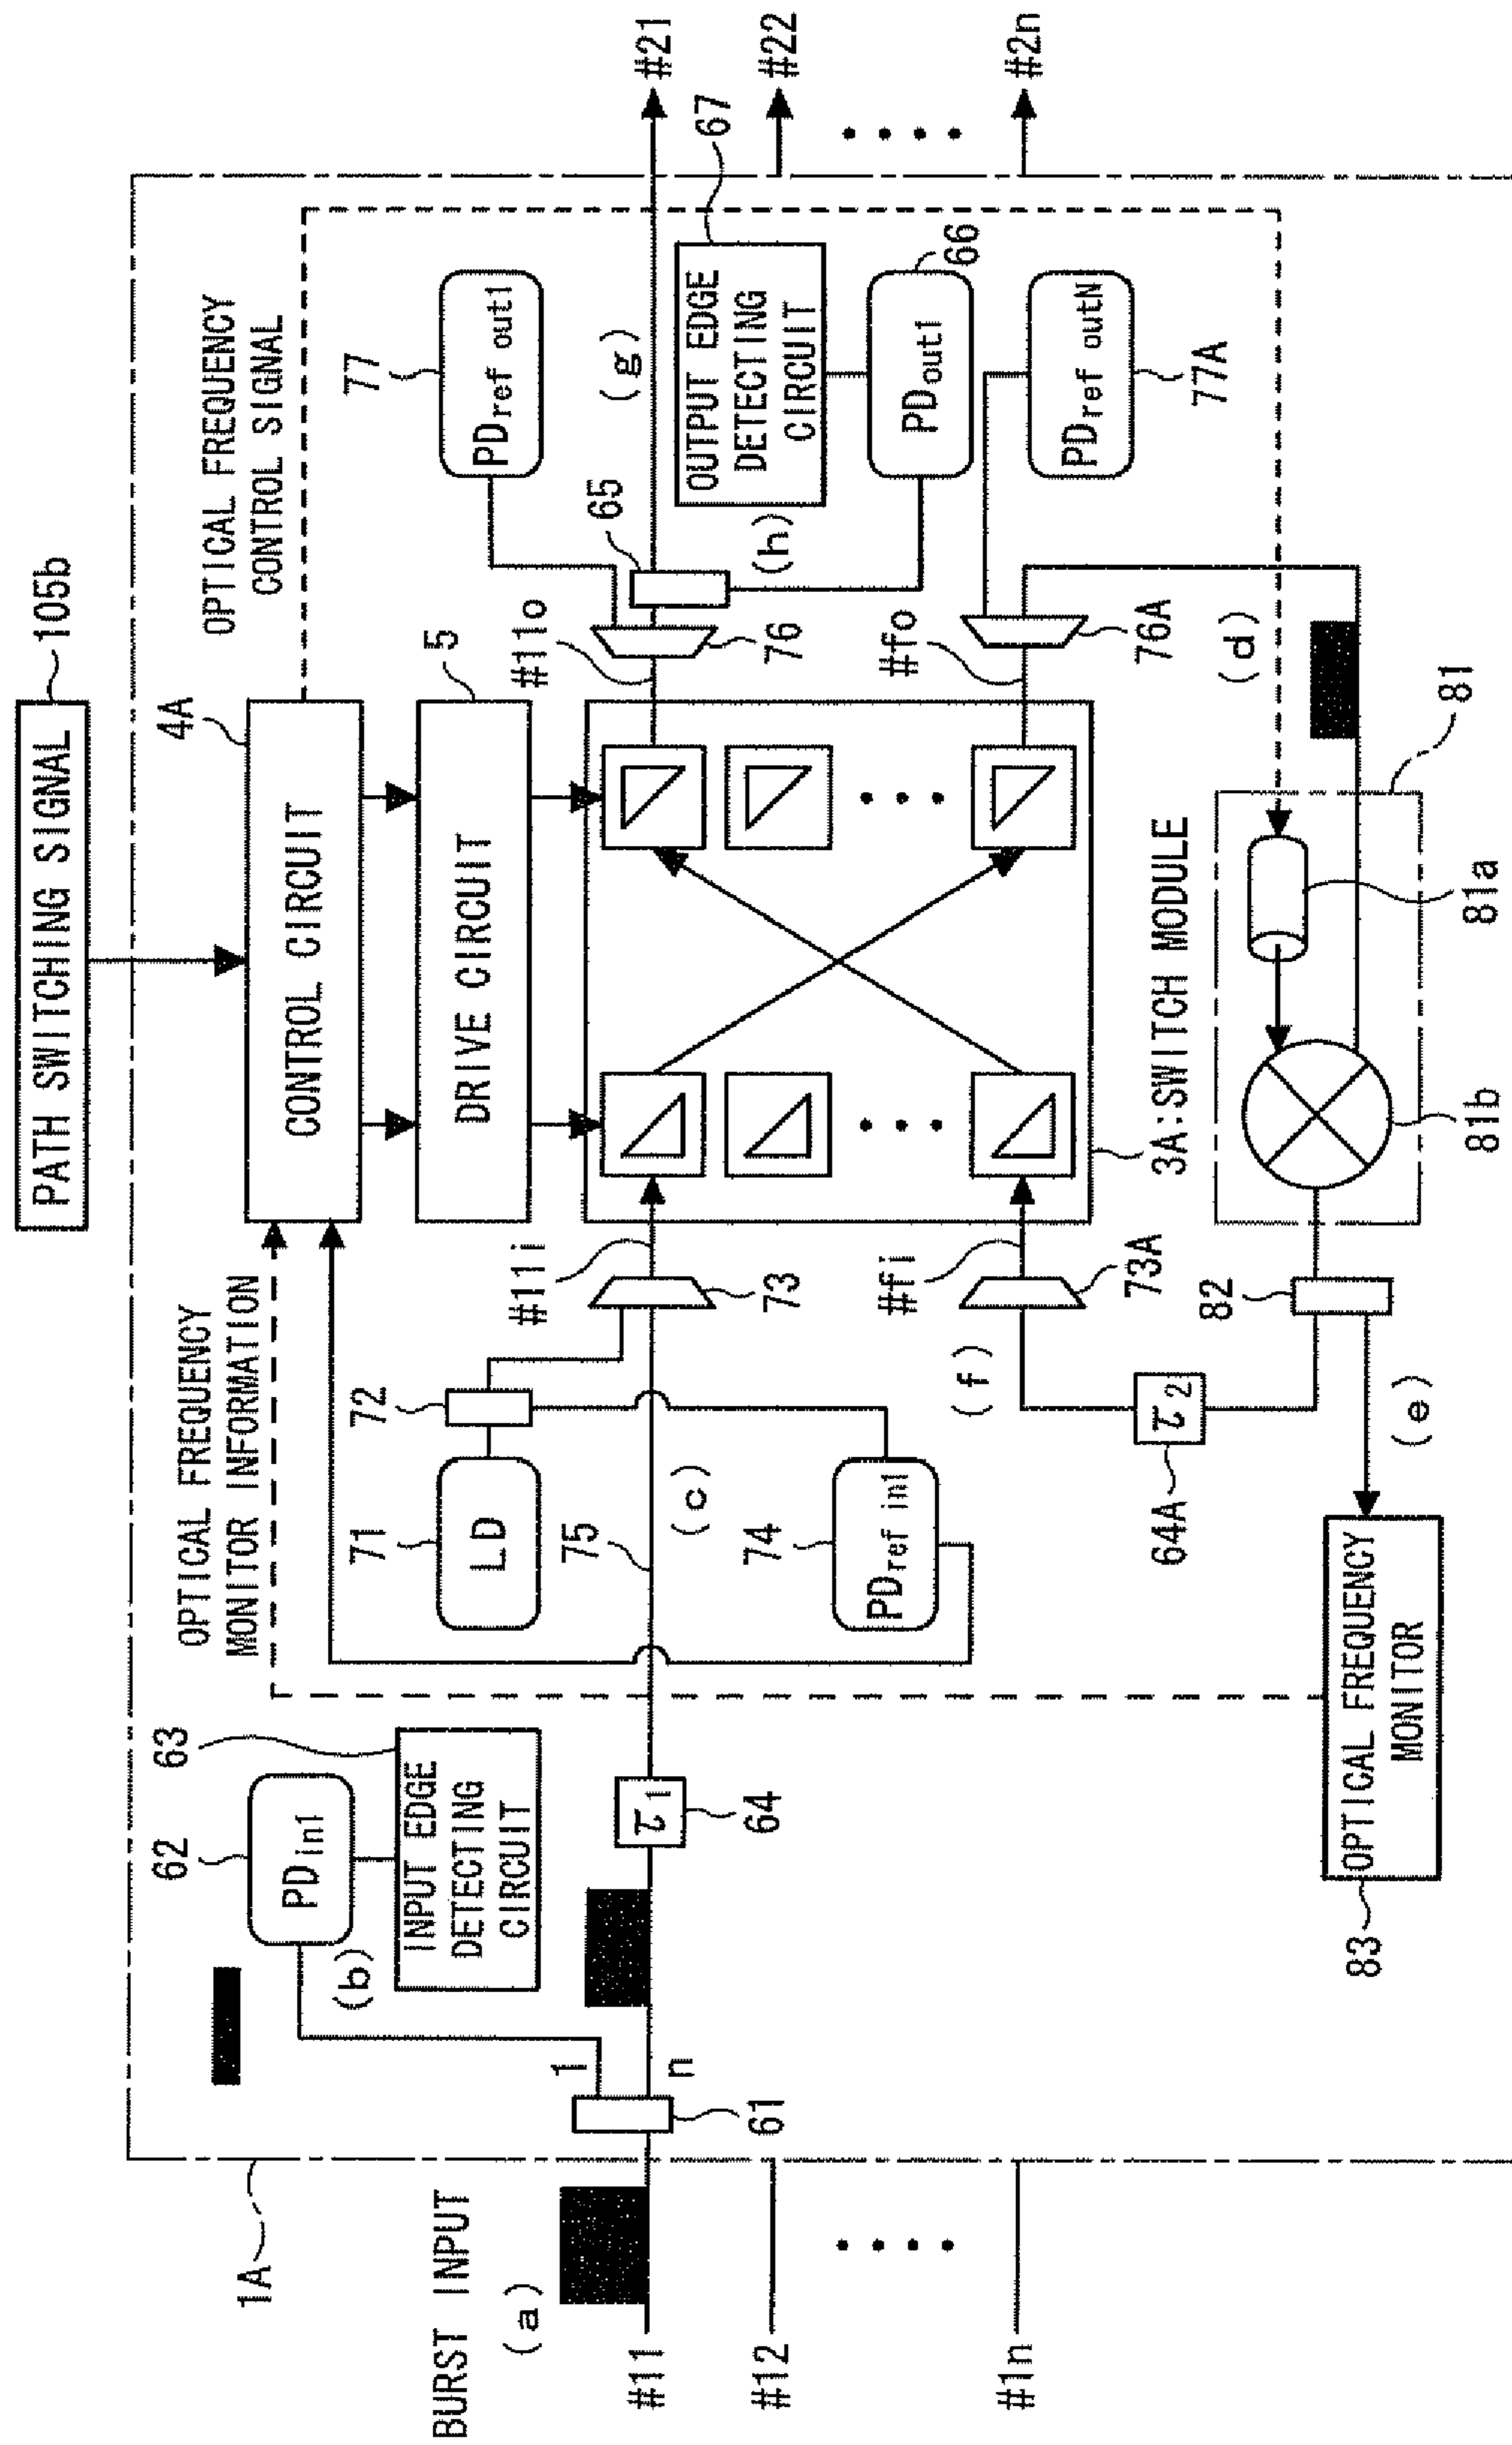 PATH SWITCHING SIGNAL
105b
1A
OPTICAL FREQUENCY
MONITOR INFORMATION
OPTICAL FREQUENCY
CONTROL SIGNAL
4A
CONTROL CIRCUIT
5
DRIVE CIRCUIT
62
PDin1
63
(b)
INPUT EDGE
DETECTING
CIRCUIT
71
LD
72
77
PDref out1
BURST INPUT
(a)
1
n
61
τ1
64
75
(c)
#11i
73
#11o
76
65
(g)
(h)
#11
#12
#1n
#21
#22
#2n
74
PDref in1
OUTPUT EDGE
DETECTING
CIRCUIT
67
PDout1
66
PDref outN
77A
#fi
73A
(f)
#fo
76A
3A:SWITCH MODULE
τ2
64A
82
(d)
81
81a
81b
(e)
OPTICAL FREQUENCY
MONITOR
83